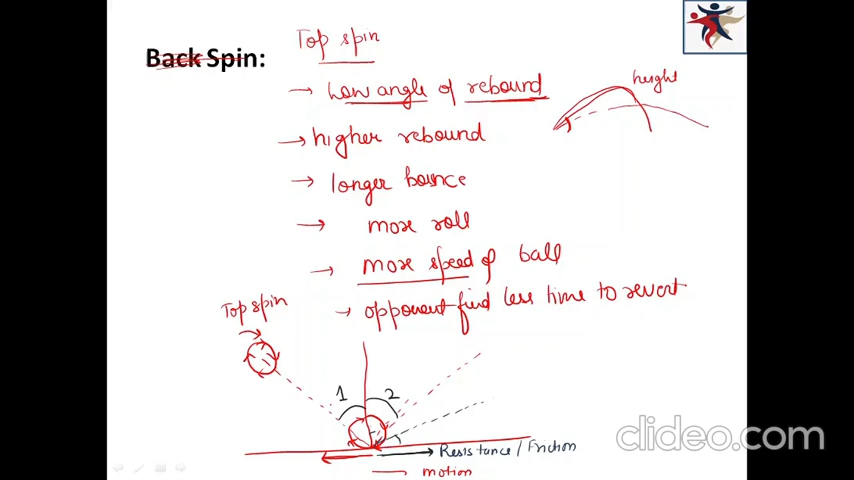 Top spin
Back Spin:
→ Low angle of rebound
height
→ higher rebound
→ longer bounce
→ more roll
→ more speed of ball
→ opponent find less time to revert
Top spin
1 2
Resistance / Friction
motion
clideo.com